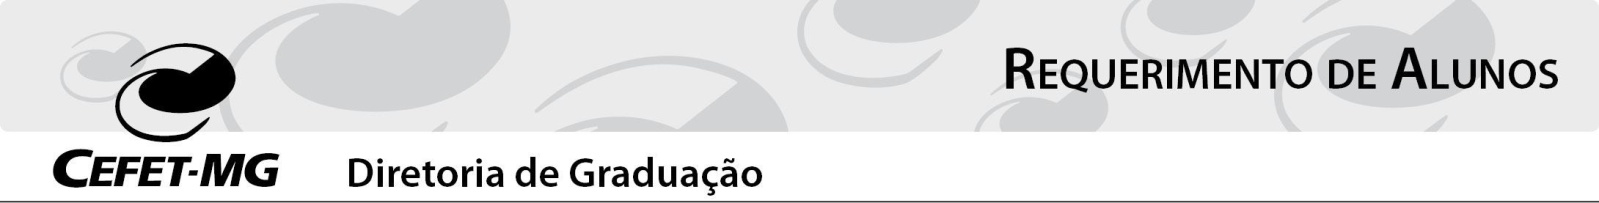 REQUERIMENTO DE ALUNOS
CEFET-MG
Diretoria de Graduação